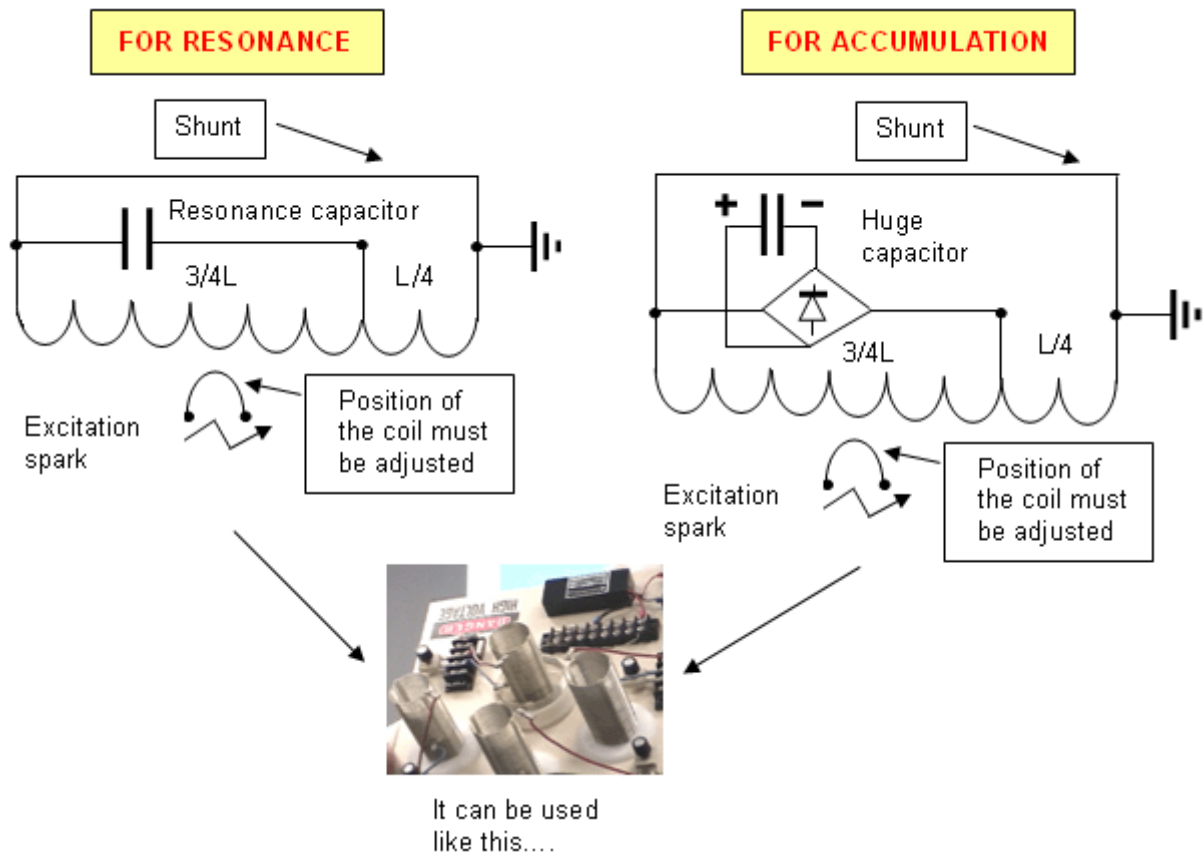 FOR RESONANCE
Shunt
Resonance capacitor
3/4L
L/4
Excitation
spark
Position of
the coil must
be adjusted
FOR ACCUMULATION
Shunt
+
−
Huge
capacitor
3/4L
L/4
Excitation
spark
Position of
the coil must
be adjusted
DANGER
HIGH VOLTAGE
It can be used
like this....